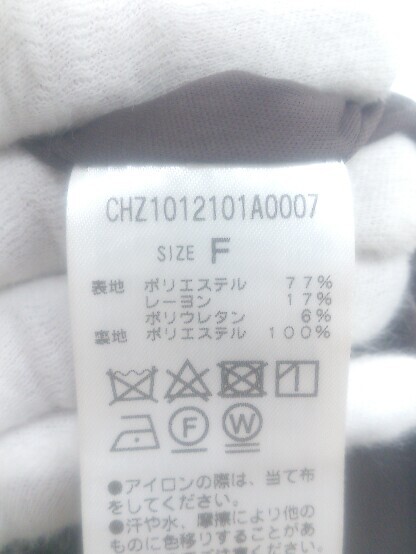 CHZ1012101A0007
SIZE F
表地 ポリエステル 77%
レーヨン 17%
ポリウレタン 6%
裏地 ポリエステル 100%
F W
●アイロンの際は、当て布
をしてください。
●汗や水、摩擦により他の
ものに色移りすることがあ